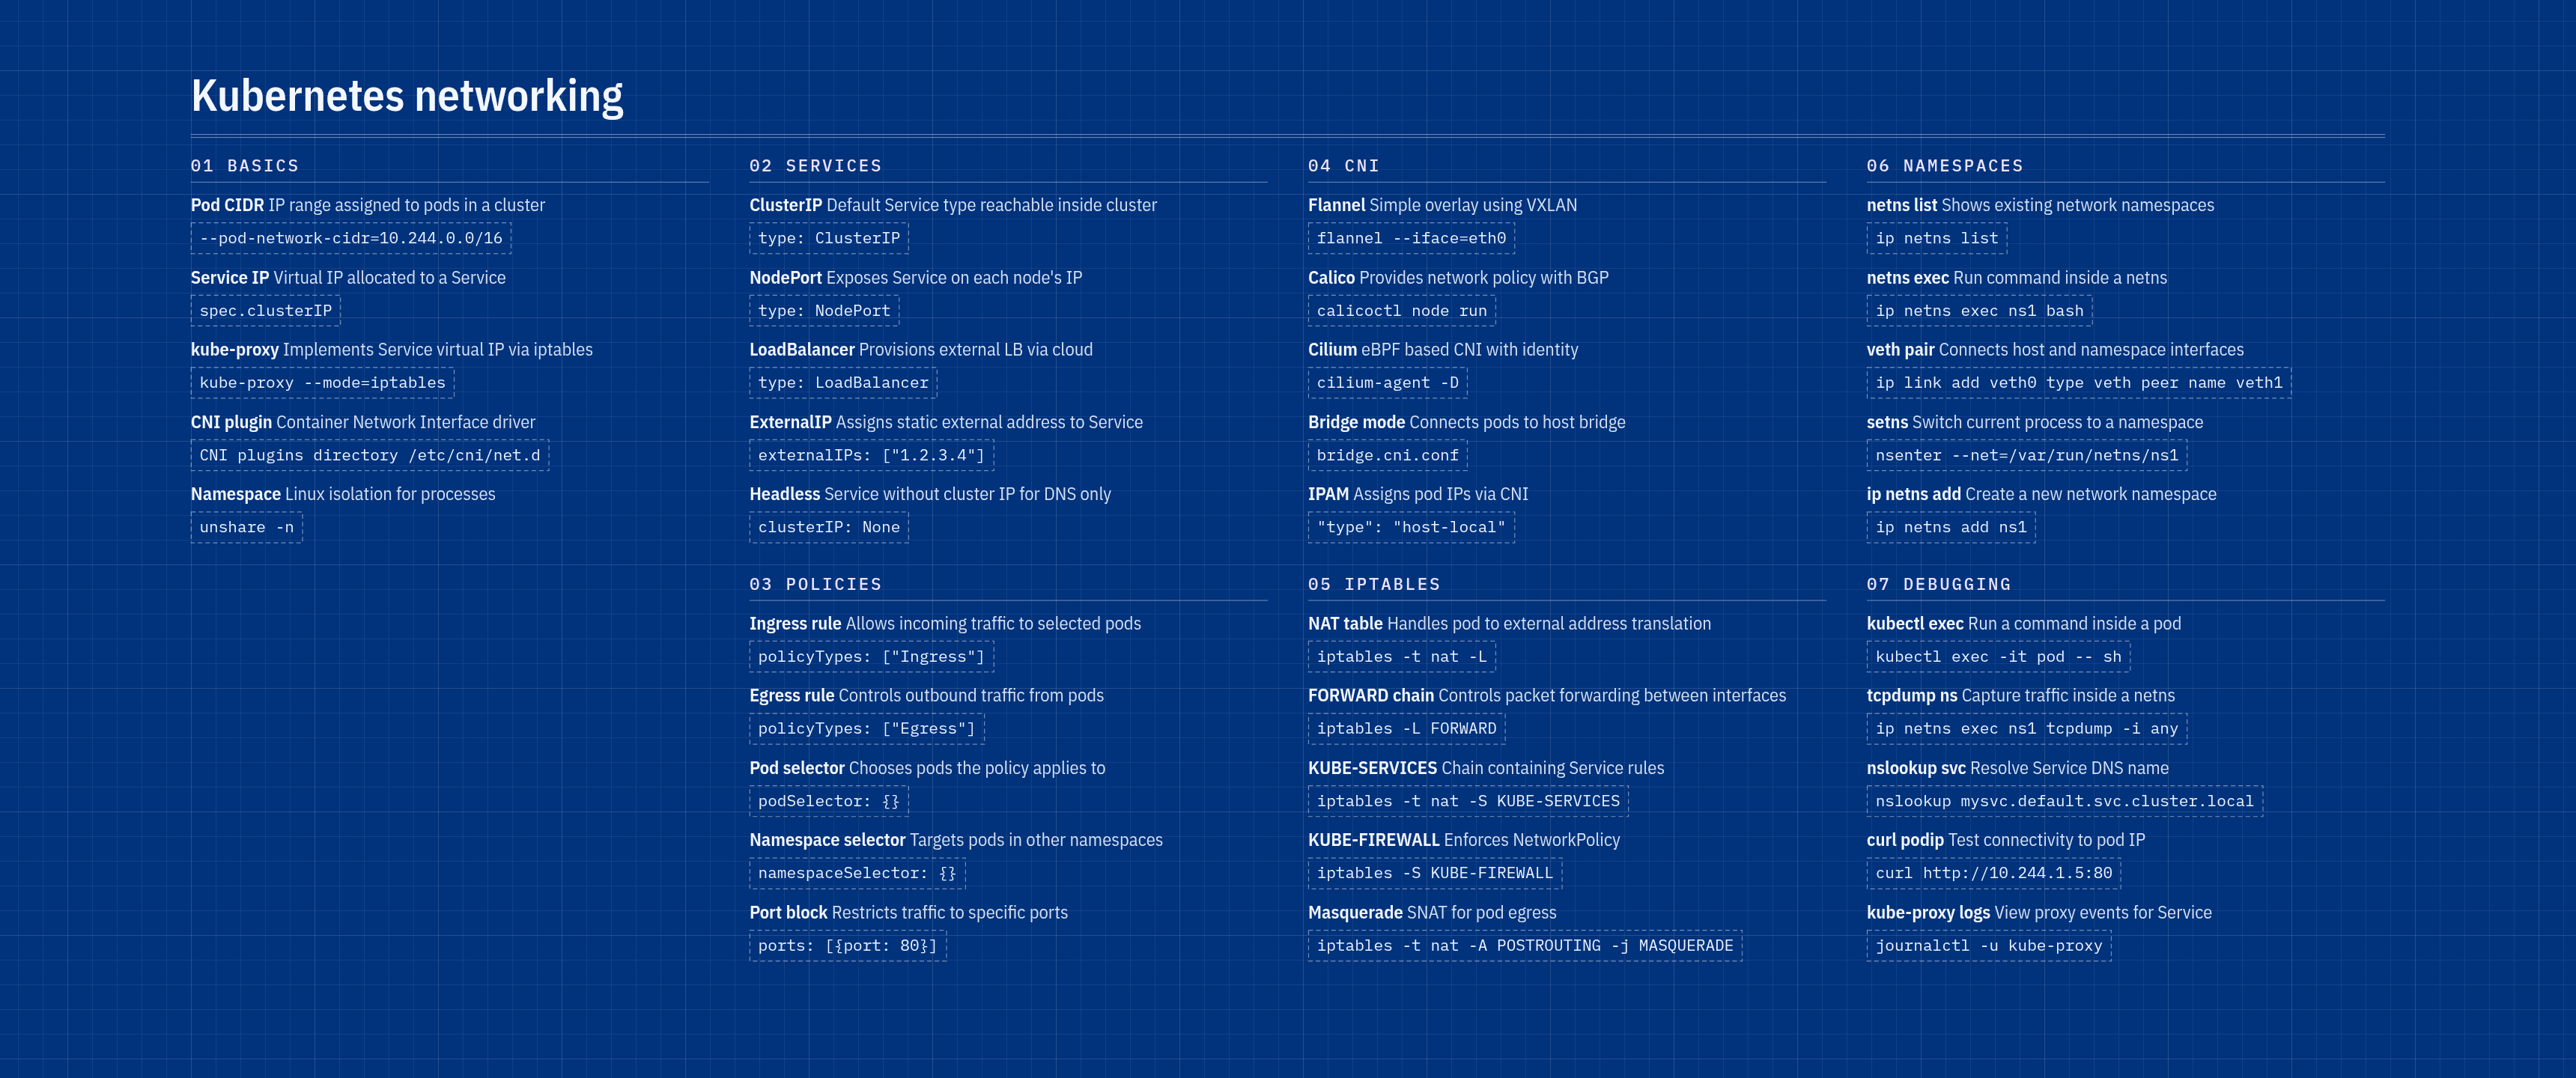 Kubernetes networking
01 BASICS
Pod CIDR IP range assigned to pods in a cluster
--pod-network-cidr=10.244.0.0/16
Service IP Virtual IP allocated to a Service
spec.clusterIP
kube-proxy Implements Service virtual IP via iptables
kube-proxy --mode=iptables
CNI plugin Container Network Interface driver
CNI plugins directory /etc/cni/net.d
Namespace Linux isolation for processes
unshare -n
02 SERVICES
ClusterIP Default Service type reachable inside cluster
type: ClusterIP
NodePort Exposes Service on each node's IP
type: NodePort
LoadBalancer Provisions external LB via cloud
type: LoadBalancer
ExternalIP Assigns static external address to Service
externalIPs: ["1.2.3.4"]
Headless Service without cluster IP for DNS only
clusterIP: None
03 POLICIES
Ingress rule Allows incoming traffic to selected pods
policyTypes: ["Ingress"]
Egress rule Controls outbound traffic from pods
policyTypes: ["Egress"]
Pod selector Chooses pods the policy applies to
podSelector: {}
Namespace selector Targets pods in other namespaces
namespaceSelector: {}
Port block Restricts traffic to specific ports
ports: [{port: 80}]
04 CNI
Flannel Simple overlay using VXLAN
flannel --iface=eth0
Calico Provides network policy with BGP
calicoctl node run
Cilium eBPF based CNI with identity
cilium-agent -D
Bridge mode Connects pods to host bridge
bridge.cni.conf
IPAM Assigns pod IPs via CNI
"type": "host-local"
05 IPTABLES
NAT table Handles pod to external address translation
iptables -t nat -L
FORWARD chain Controls packet forwarding between interfaces
iptables -L FORWARD
KUBE-SERVICES Chain containing Service rules
iptables -t nat -S KUBE-SERVICES
KUBE-FIREWALL Enforces NetworkPolicy
iptables -S KUBE-FIREWALL
Masquerade SNAT for pod egress
iptables -t nat -A POSTROUTING -j MASQUERADE
06 NAMESPACES
netns list Shows existing network namespaces
ip netns list
netns exec Run command inside a netns
ip netns exec ns1 bash
veth pair Connects host and namespace interfaces
ip link add veth0 type veth peer name veth1
setns Switch current process to a namespace
nsenter --net=/var/run/netns/ns1
ip netns add Create a new network namespace
ip netns add ns1
07 DEBUGGING
kubectl exec Run a command inside a pod
kubectl exec -it pod -- sh
tcpdump ns Capture traffic inside a netns
ip netns exec ns1 tcpdump -i any
nslookup svc Resolve Service DNS name
nslookup mysvc.default.svc.cluster.local
curl podip Test connectivity to pod IP
curl http://10.244.1.5:80
kube-proxy logs View proxy events for Service
journalctl -u kube-proxy